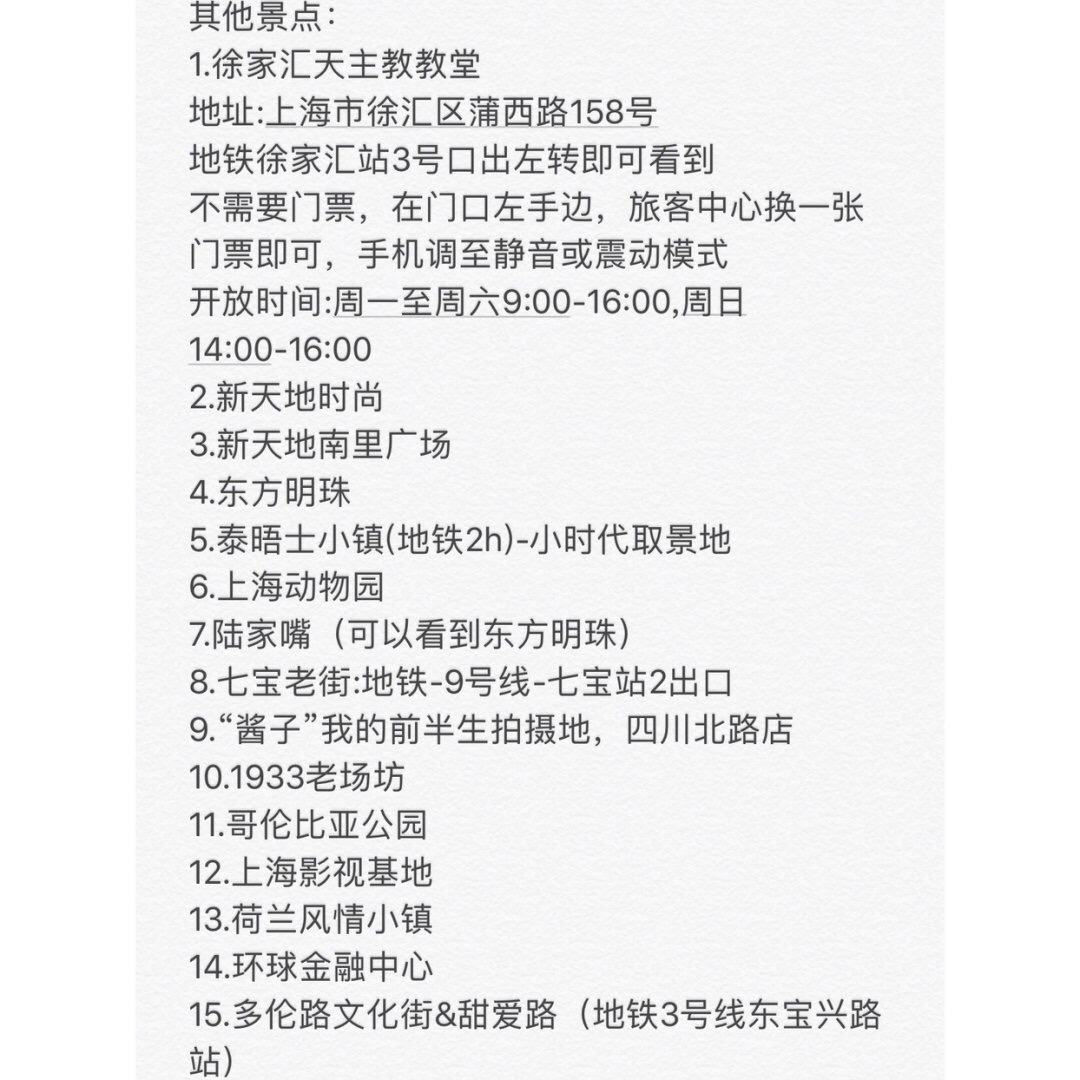 其他景点：
1.徐家汇天主教教堂
地址:上海市徐汇区蒲西路158号
地铁徐家汇站3号口出左转即可看到
不需要门票，在门口左手边，旅客中心换一张
门票即可，手机调至静音或震动模式
开放时间:周一至周六9:00-16:00,周日
14:00-16:00
2.新天地时尚
3.新天地南里广场
4.东方明珠
5.泰晤士小镇(地铁2h)-小时代取景地
6.上海动物园
7.陆家嘴（可以看到东方明珠）
8.七宝老街:地铁-9号线-七宝站2出口
9.“酱子”我的前半生拍摄地，四川北路店
10.1933老场坊
11.哥伦比亚公园
12.上海影视基地
13.荷兰风情小镇
14.环球金融中心
15.多伦路文化街&甜爱路（地铁3号线东宝兴路
站）